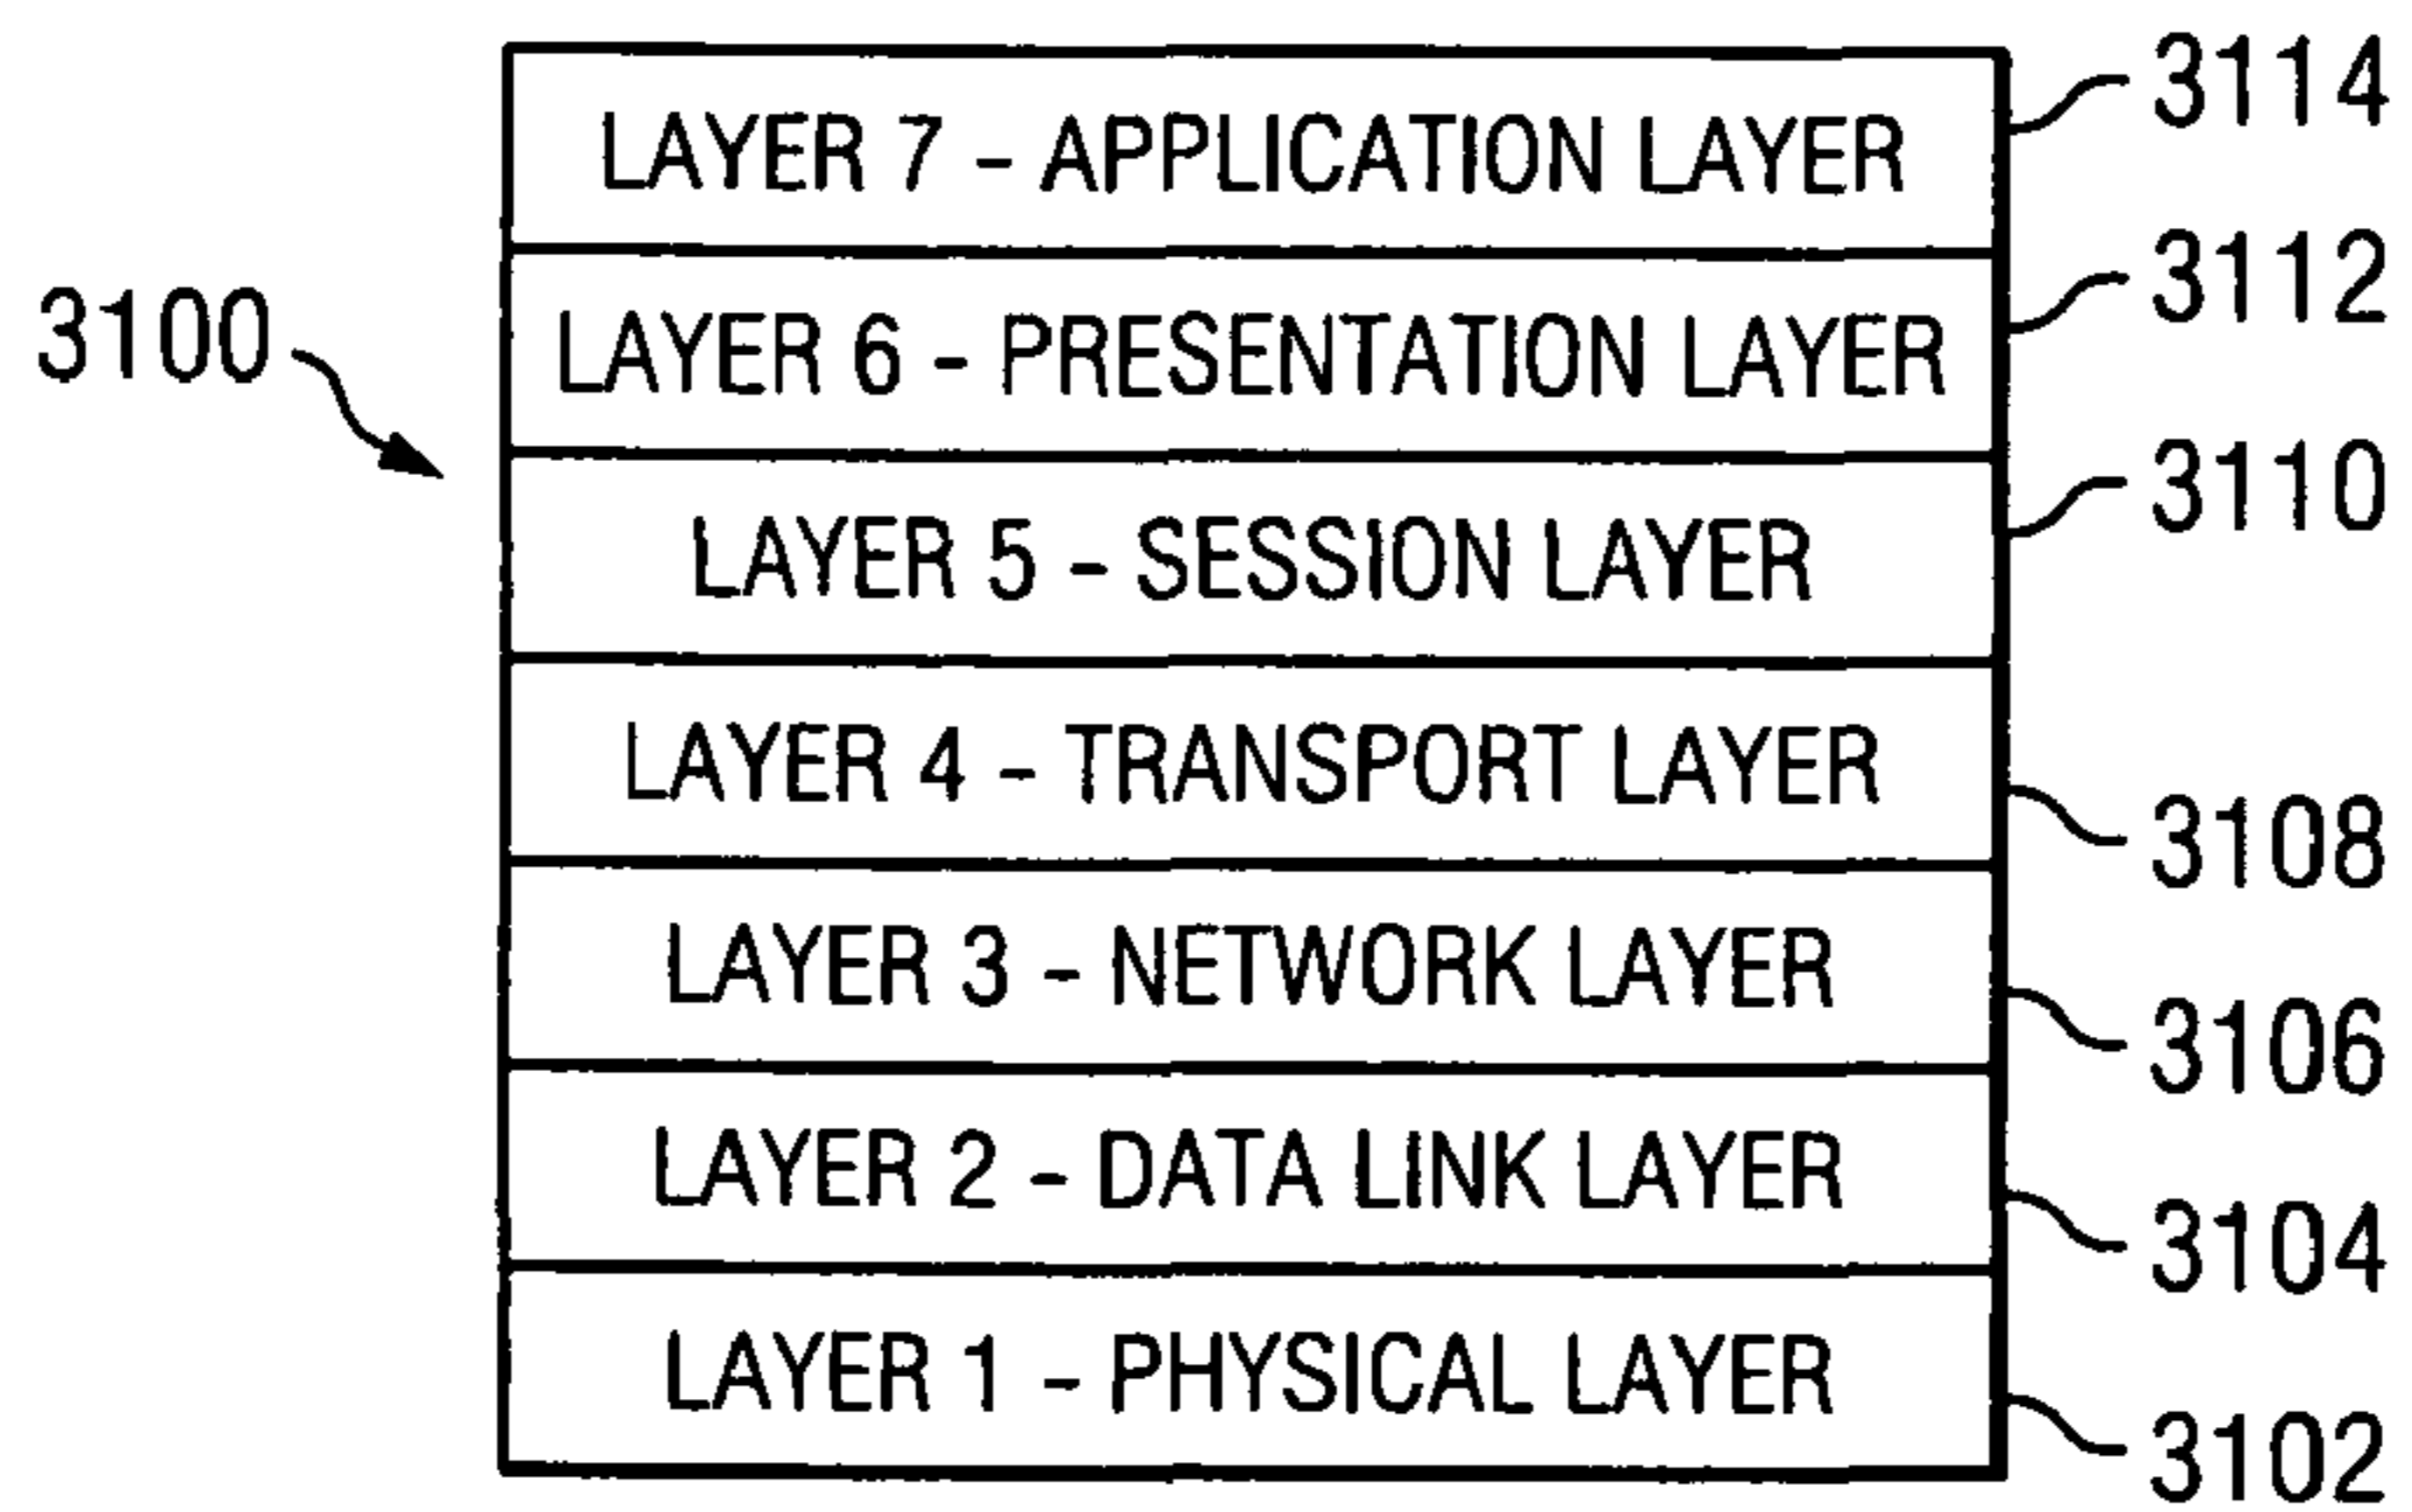 3114
LAYER 7 - APPLICATION LAYER
3112
3100
LAYER 6 - PRESENTATION LAYER
3110
LAYER 5 - SESSION LAYER
LAYER 4 - TRANSPORT LAYER
3108
LAYER 3 - NETWORK LAYER
3106
LAYER 2 - DATA LINK LAYER
3104
LAYER 1 - PHYSICAL LAYER
3102